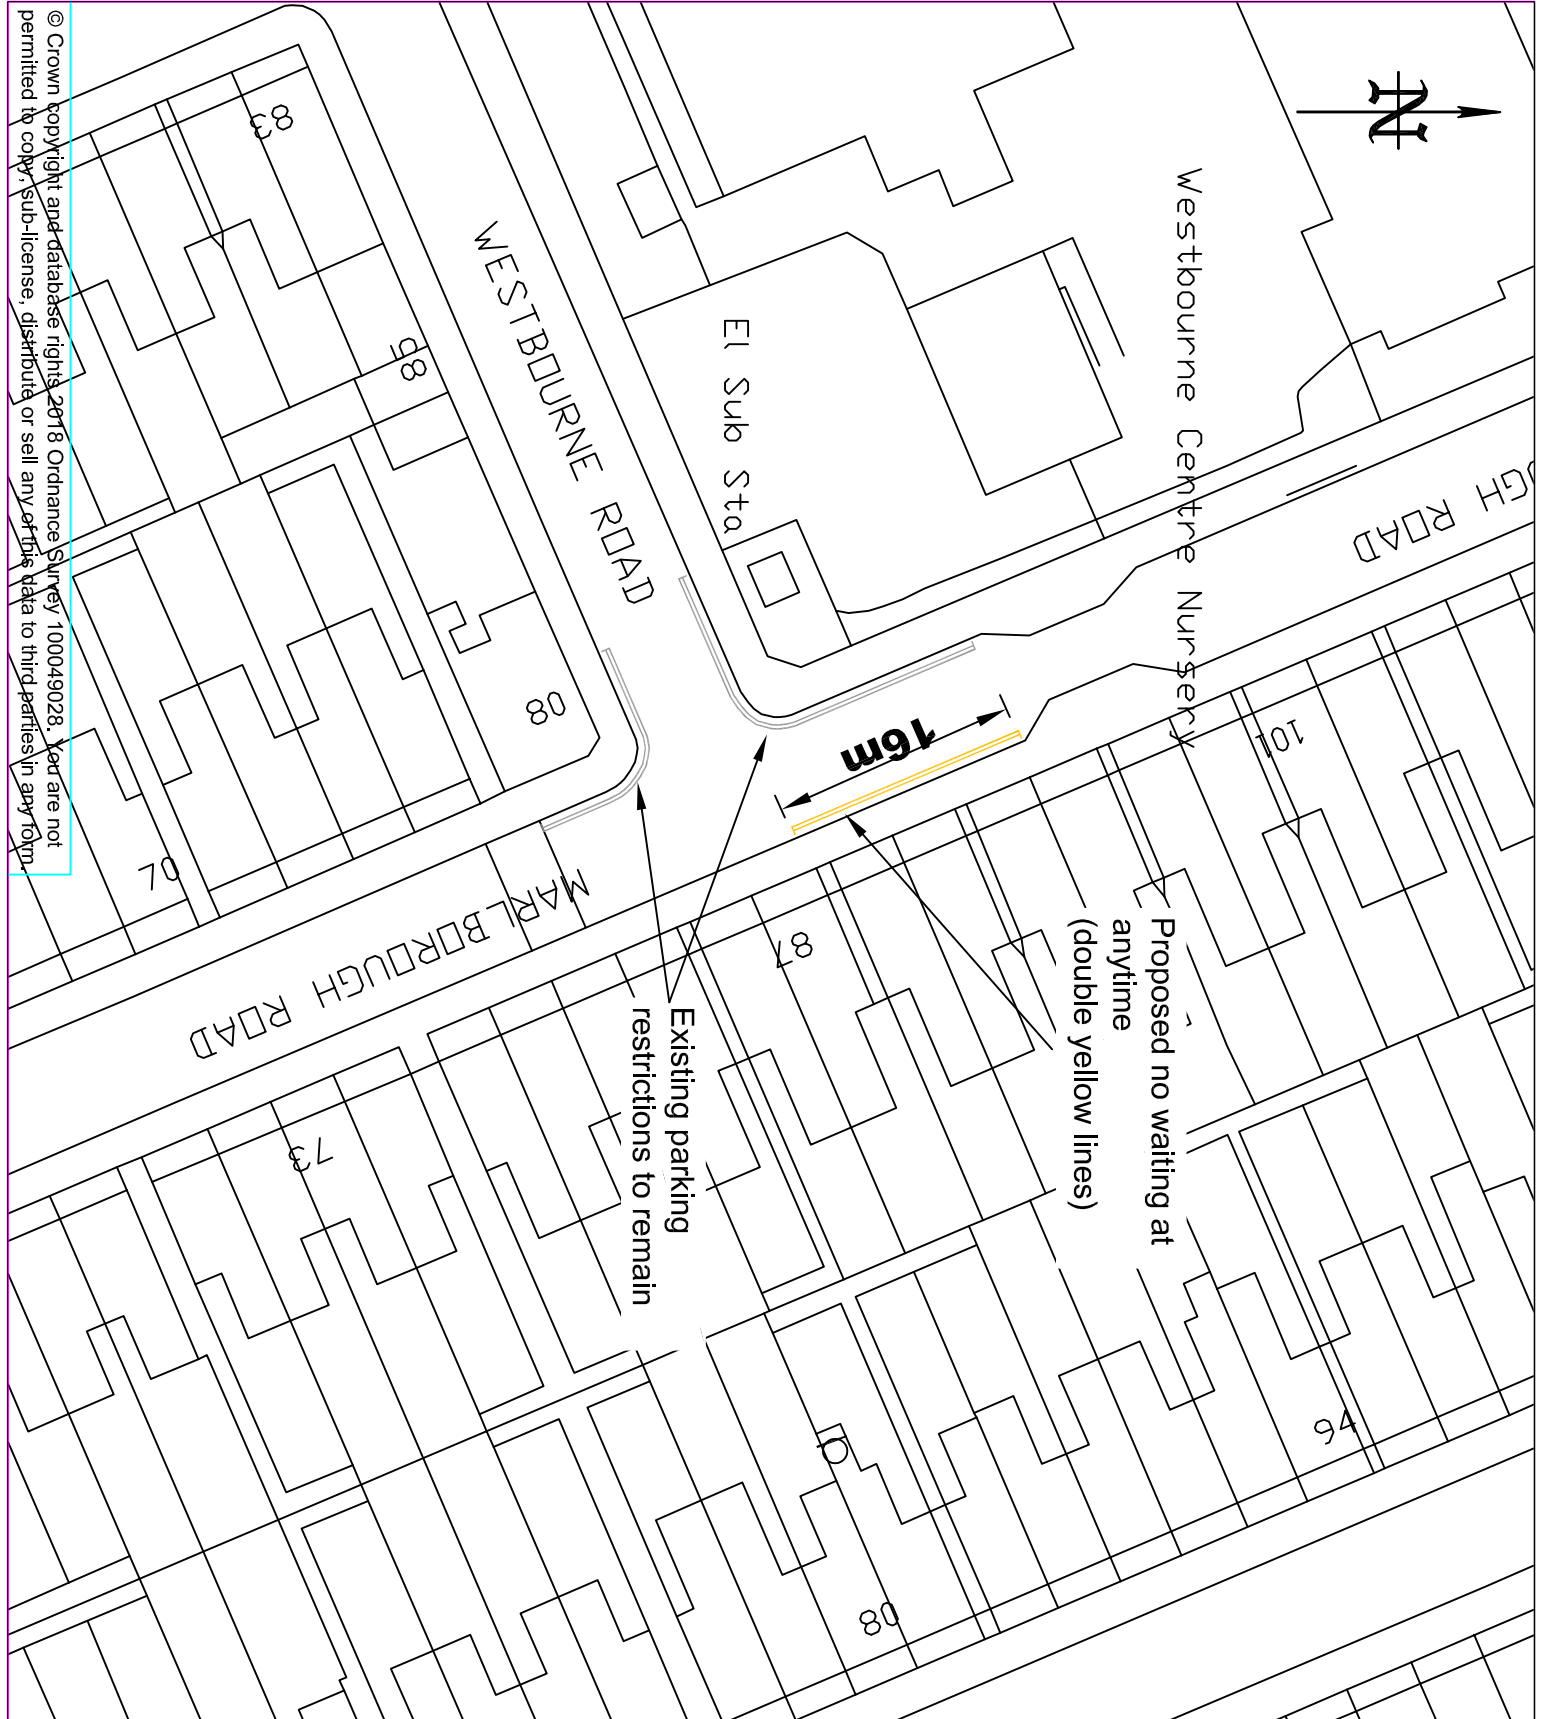 N
Westbourne Centre Nursery
El Sub Sta
WESTBOURNE ROAD
MARLBOROUGH ROAD
UGH ROAD
16m
Proposed no waiting at
anytime
(double yellow lines)
Existing parking
restrictions to remain
101
94
87
80
83
85
80
73
70
© Crown copyright and database rights 2018 Ordnance Survey 100049028. You are not
permitted to copy, sub-license, distribute or sell any of this data to third parties in any form.